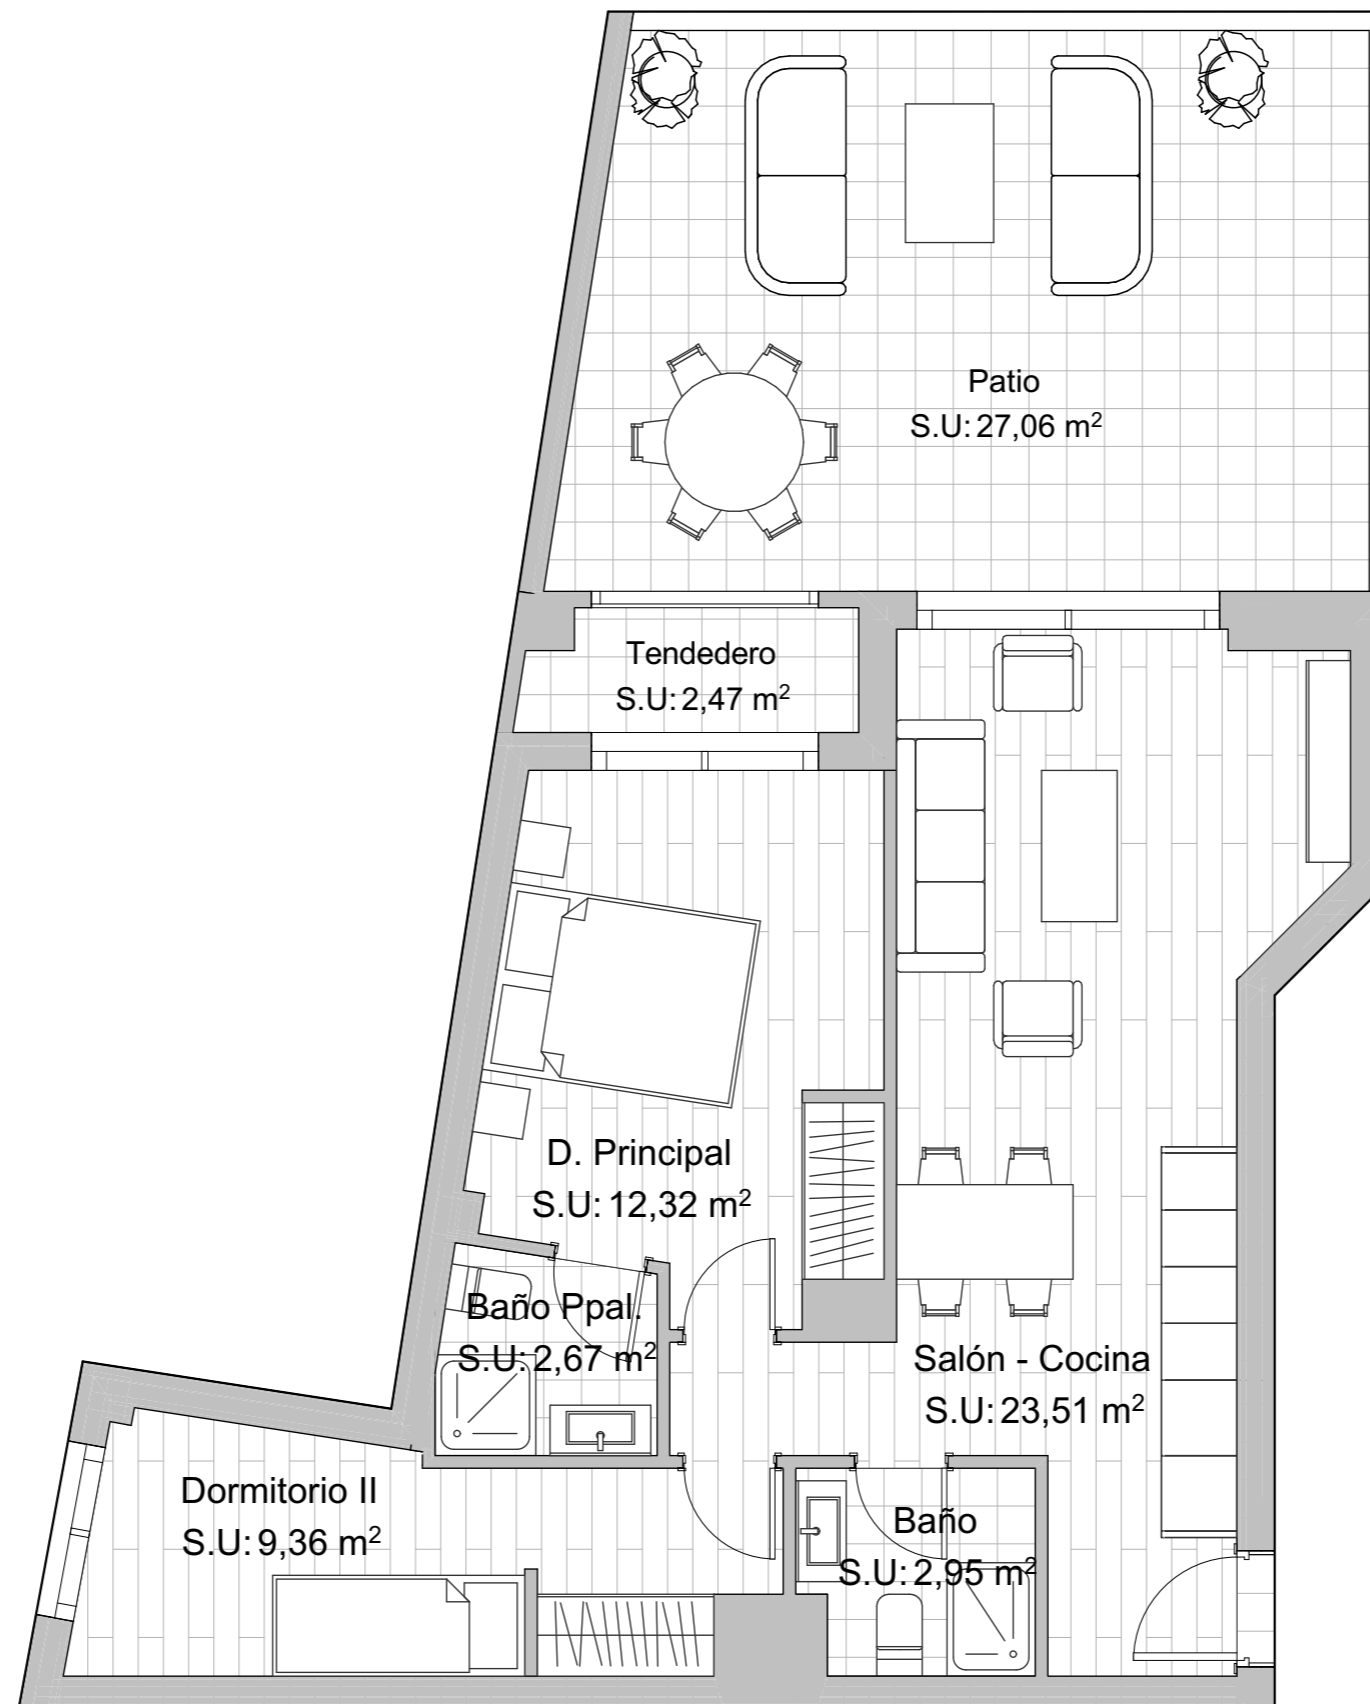 Patio
S.U: 27,06 m²
Tendedero
S.U: 2,47 m²
D. Principal
S.U: 12,32 m²
Baño Ppal.
S.U: 2,67 m²
Salón - Cocina
S.U: 23,51 m²
Dormitorio II
S.U: 9,36 m²
Baño
S.U: 2,95 m²